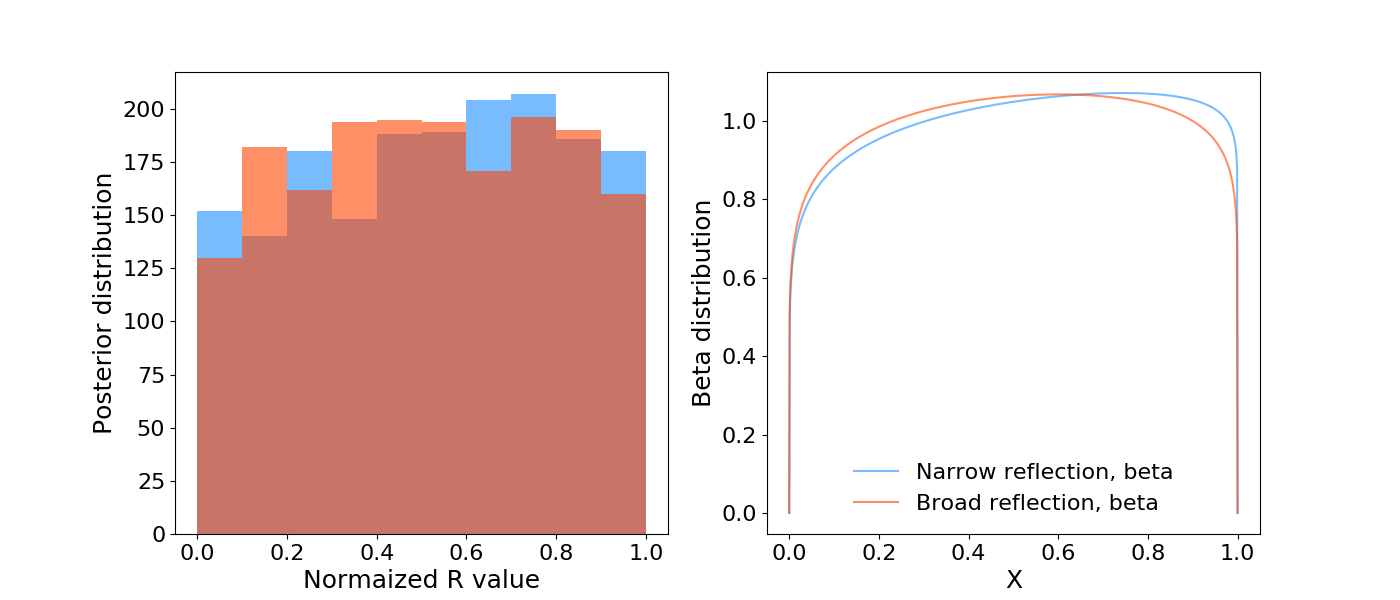 Posterior distribution
200
175
150
125
100
75
50
25
0
0.0 0.2 0.4 0.6 0.8 1.0
Normaized R value
Beta distribution
1.0
0.8
0.6
0.4
0.2
0.0
Narrow reflection, beta
Broad reflection, beta
0.0 0.2 0.4 0.6 0.8 1.0
X